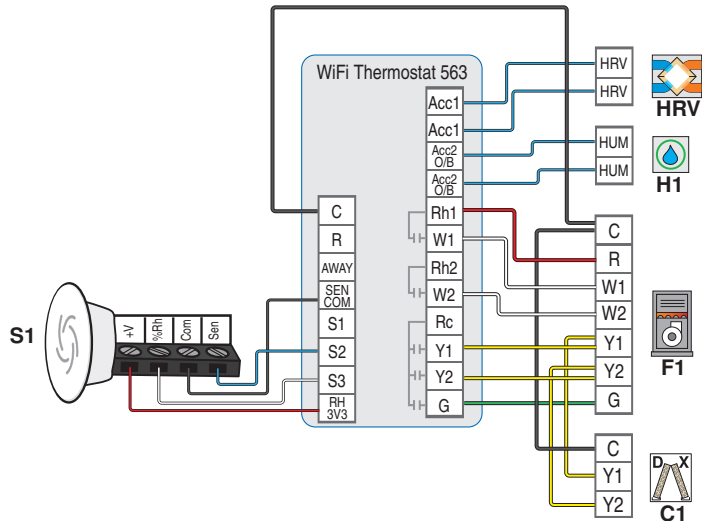 WiFi Thermostat 563
Acc1
Acc1
Acc2
O/B
Acc2
O/B
Rh1
W1
Rh2
W2
Rc
Y1
Y2
G
C
R
AWAY
SEN
COM
S1
S2
S3
RH
3V3
S1
+V
%Rh
Com
Sen
HRV
HRV
HRV
HUM
HUM
H1
C
R
W1
W2
Y1
Y2
G
F1
C
Y1
Y2
D X
C1